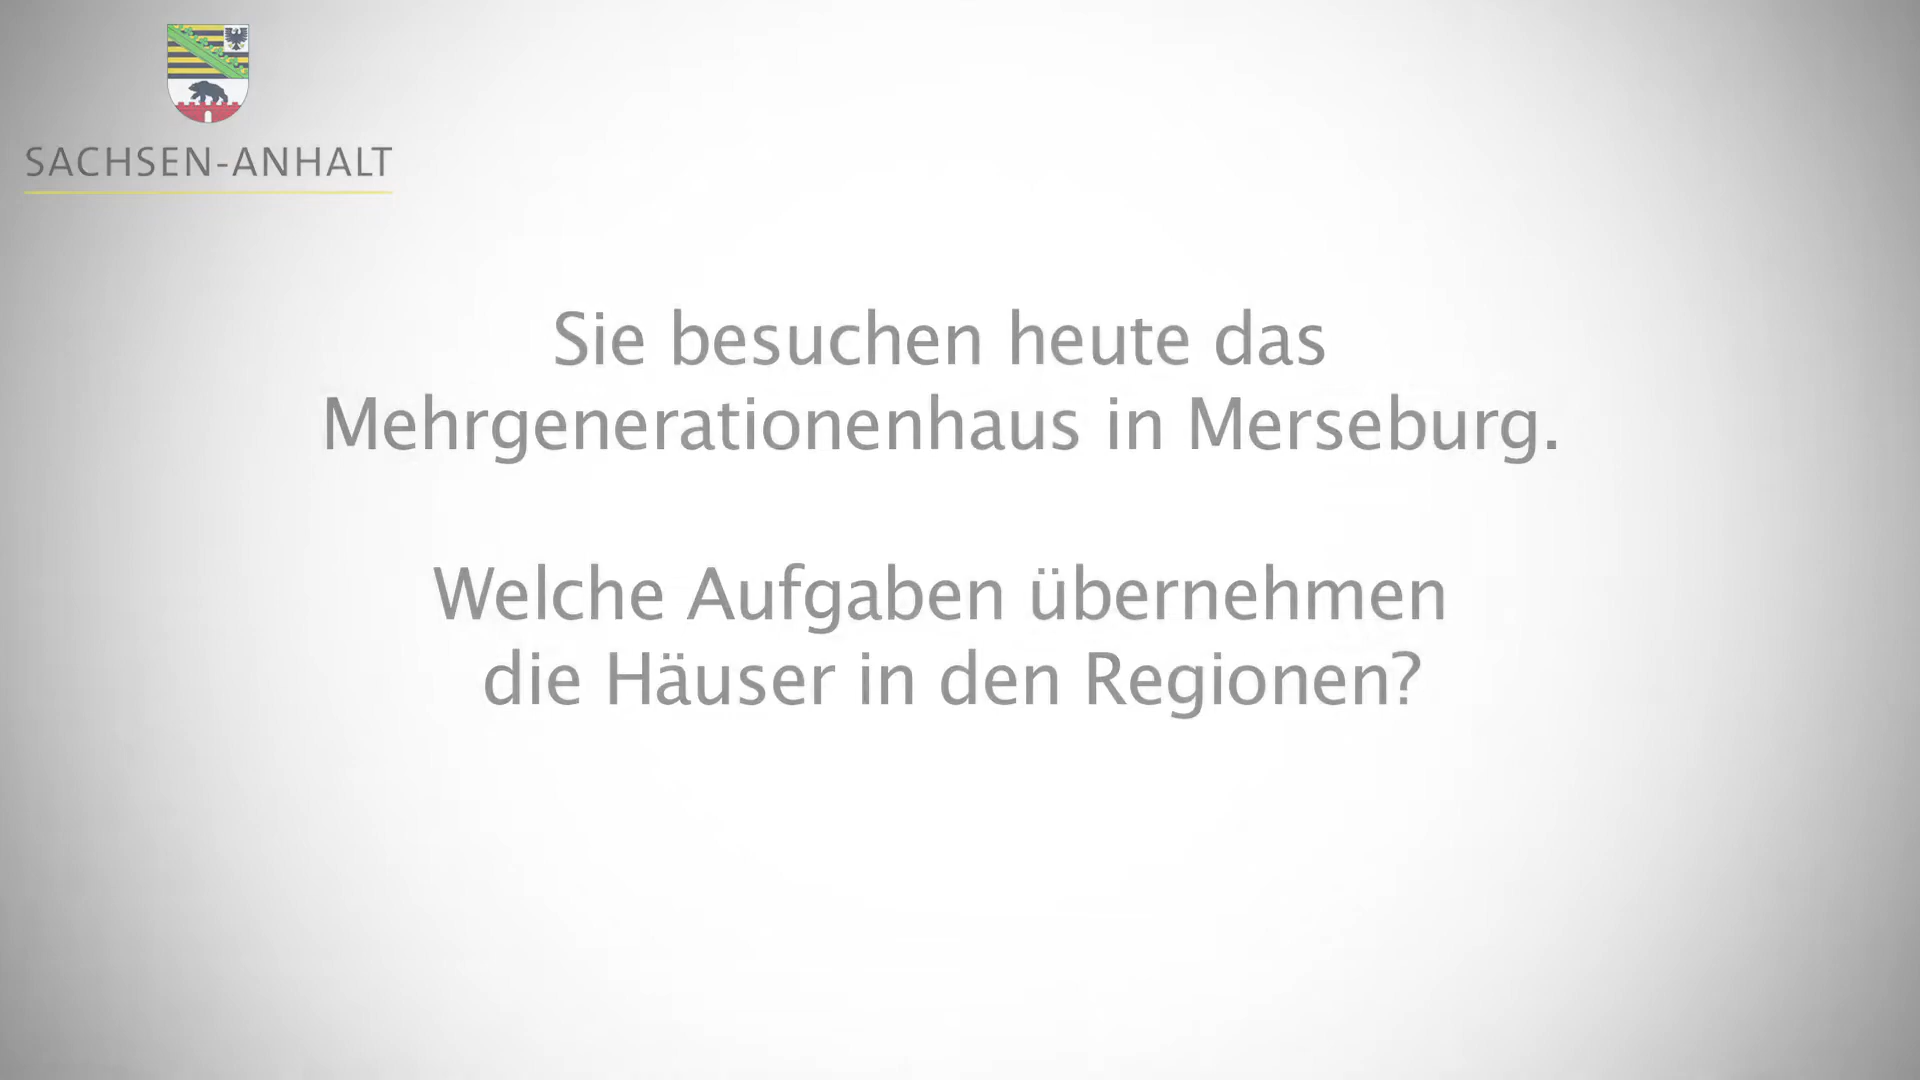 SACHSEN-ANHALT
Sie besuchen heute das
Mehrgenerationenhaus in Merseburg.
Welche Aufgaben übernehmen
die Häuser in den Regionen?